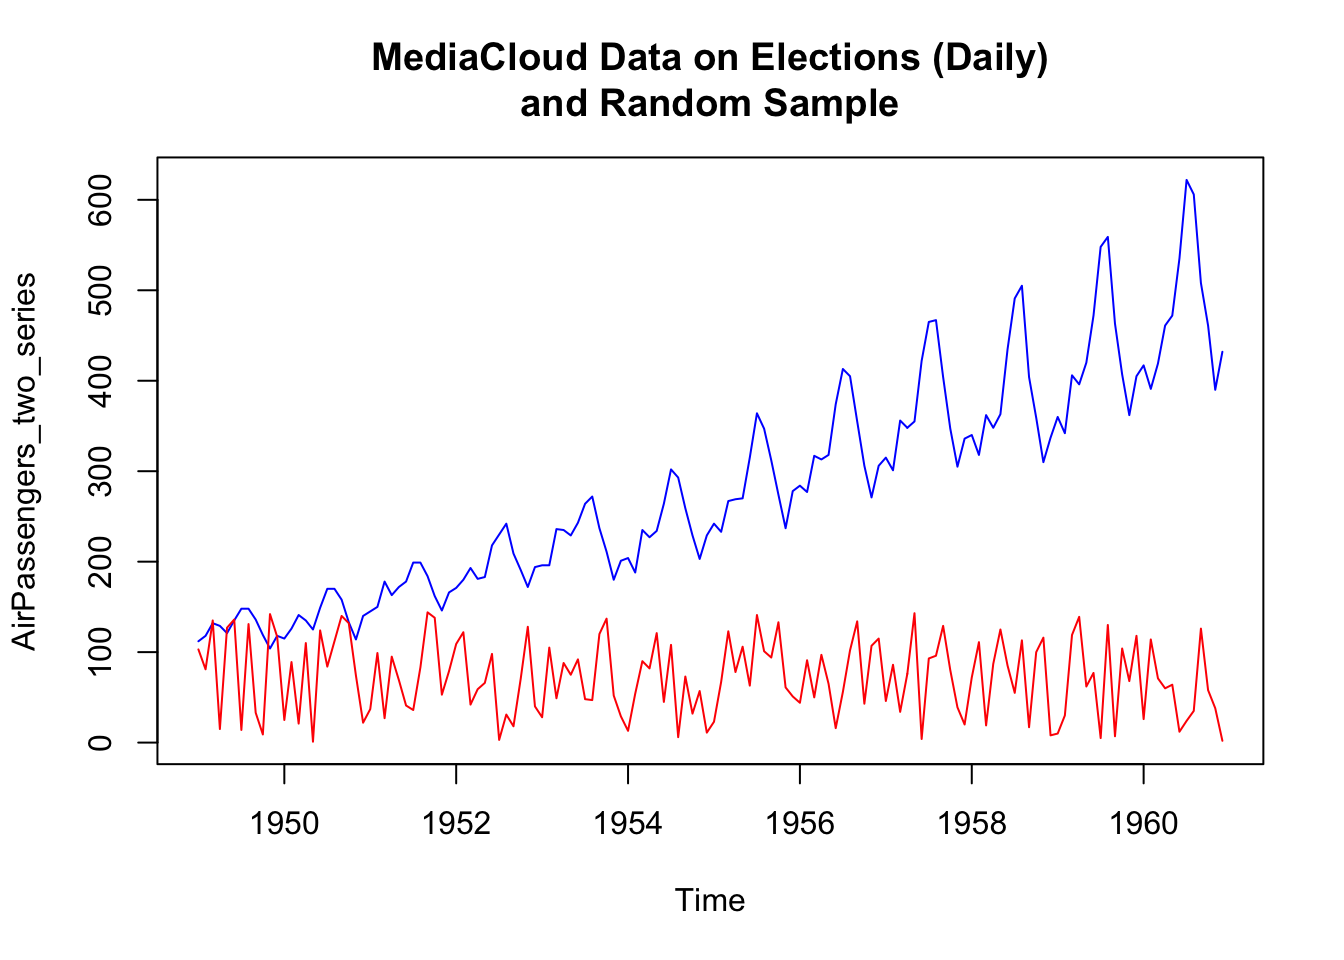 MediaCloud Data on Elections (Daily)
and Random Sample
AirPassengers_two_series
600
500
400
300
200
100
0
1950 1952 1954 1956 1958 1960
Time